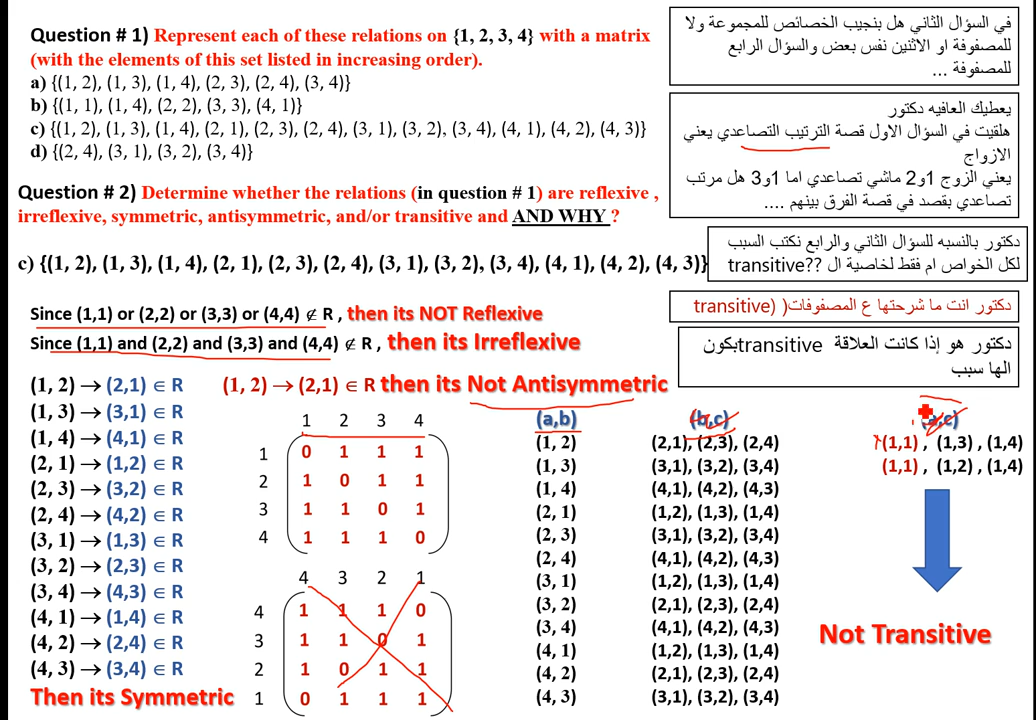 Question # 1) Represent each of these relations on {1, 2, 3, 4} with a matrix
(with the elements of this set listed in increasing order).
a) {(1, 2), (1, 3), (1, 4), (2, 3), (2, 4), (3, 4)}
b) {(1, 1), (1, 4), (2, 2), (3, 3), (4, 1)}
c) {(1, 2), (1, 3), (1, 4), (2, 1), (2, 3), (2, 4), (3, 1), (3, 2), (3, 4), (4, 1), (4, 2), (4, 3)}
d) {(2, 4), (3, 1), (3, 2), (3, 4)}
Question # 2) Determine whether the relations (in question # 1) are reflexive ,
irreflexive, symmetric, antisymmetric, and/or transitive and AND WHY ?
c) {(1, 2), (1, 3), (1, 4), (2, 1), (2, 3), (2, 4), (3, 1), (3, 2), (3, 4), (4, 1), (4, 2), (4, 3)}
في السؤال الثاني هل بنجيب الخصائص للمجموعة ولا
للمصفوفة او الاثنين نفس بعض والسؤال الرابع
للمصفوفة ...
يعطيك العافيه دكتور
هلقيت في السؤال الاول قصة الترتيب التصاعدي يعني
الازواج
يعني الزوج 1و2 ماشي تصاعدي اما 1و3 هل مرتب
تصاعدي بقصد في قصة الفرق بينهم ....
دكتور بالنسبه للسؤال الثاني والرابع نكتب السبب
لكل الخواص ام فقط لخاصية ال ??transitive
دكتور انت ما شرحتها ع المصفوفات( (transitive
دكتور هو إذا كانت العلاقة transitiveبكون
الها سبب
Since (1,1) or (2,2) or (3,3) or (4,4) ∉ R , then its NOT Reflexive
Since (1,1) and (2,2) and (3,3) and (4,4) ∉ R , then its Irreflexive
(1, 2) → (2,1) ∈ R
(1, 3) → (3,1) ∈ R
(1, 4) → (4,1) ∈ R
(2, 1) → (1,2) ∈ R
(2, 3) → (3,2) ∈ R
(2, 4) → (4,2) ∈ R
(3, 1) → (1,3) ∈ R
(3, 2) → (2,3) ∈ R
(3, 4) → (4,3) ∈ R
(4, 1) → (1,4) ∈ R
(4, 2) → (2,4) ∈ R
(4, 3) → (3,4) ∈ R
Then its Symmetric
(1, 2) → (2,1) ∈ R then its Not Antisymmetric
1 2 3 4
1 0 1 1 1
2 1 0 1 1
3 1 1 0 1
4 1 1 1 0
4 3 2 1
4 1 1 1 0
3 1 1 0 1
2 1 0 1 1
1 0 1 1 1
(a,b) (b,c) (a,c)
(1, 2) (2,1), (2,3), (2,4) (1,1) , (1,3) , (1,4)
(1, 3) (3,1), (3,2), (3,4) (1,1) , (1,2) , (1,4)
(1, 4) (4,1), (4,2), (4,3)
(2, 1) (1,2), (1,3), (1,4)
(2, 3) (3,1), (3,2), (3,4)
(2, 4) (4,1), (4,2), (4,3)
(3, 1) (1,2), (1,3), (1,4)
(3, 2) (2,1), (2,3), (2,4)
(3, 4) (4,1), (4,2), (4,3)
(4, 1) (1,2), (1,3), (1,4)
(4, 2) (2,1), (2,3), (2,4)
(4, 3) (3,1), (3,2), (3,4)
Not Transitive